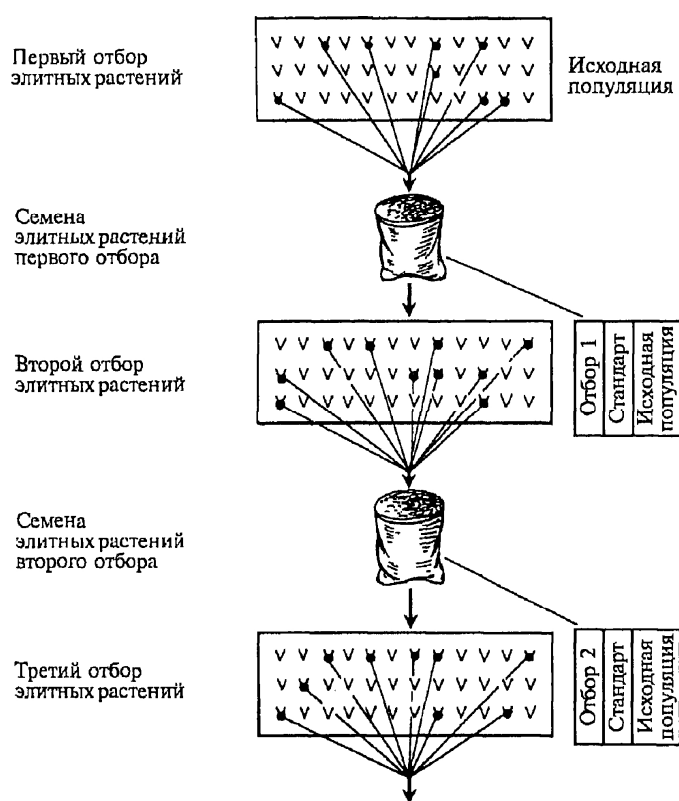 Первый отбор
элитных растений
Исходная
популяция
Семена
элитных растений
первого отбора
Второй отбор
элитных растений
Отбор 1
Стандарт
Исходная
популяция
Семена
элитных растений
второго отбора
Третий отбор
элитных растений
Отбор 2
Стандарт
Исходная
популяция